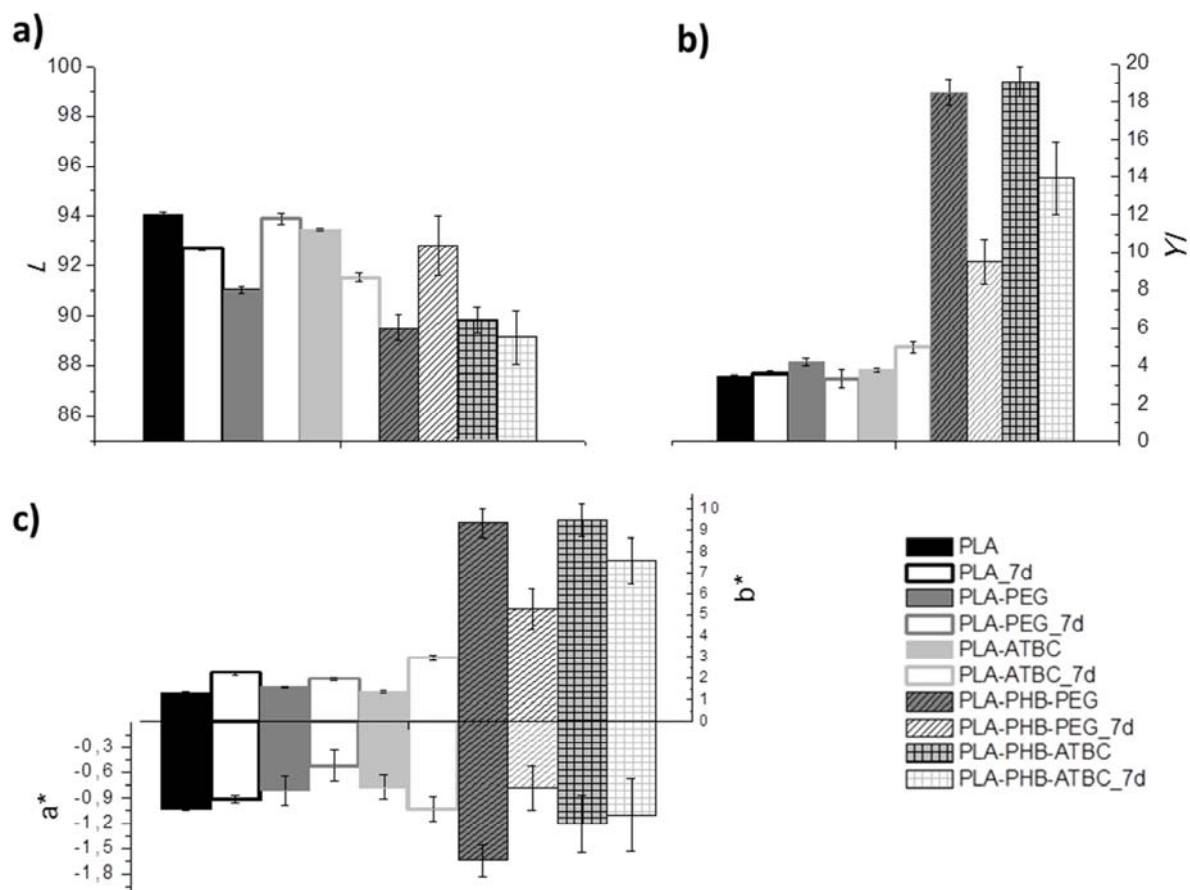 a)
100
98
96
94
92
90
88
86
L
b)
20
18
16
14
12
10
8
6
4
2
0
YI
c)
10
9
8
7
6
5
4
3
2
1
0
b*
-0,3
-0,6
-0,9
-1,2
-1,5
-1,8
a*
PLA
PLA_7d
PLA-PEG
PLA-PEG_7d
PLA-ATBC
PLA-ATBC_7d
PLA-PHB-PEG
PLA-PHB-PEG_7d
PLA-PHB-ATBC
PLA-PHB-ATBC_7d